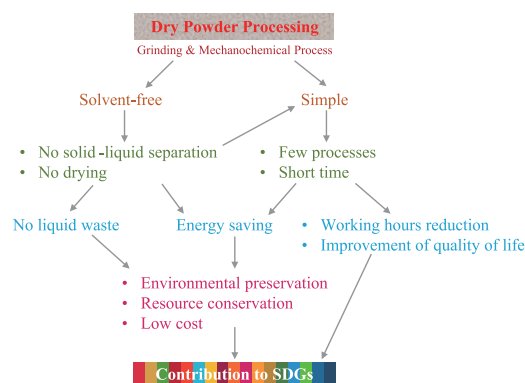 Dry Powder Processing
Grinding & Mechanochemical Process
Solvent-free
Simple
• No solid-liquid separation
• No drying
• Few processes
• Short time
No liquid waste
Energy saving
• Working hours reduction
• Improvement of quality of life
• Environmental preservation
• Resource conservation
• Low cost
Contribution to SDGs